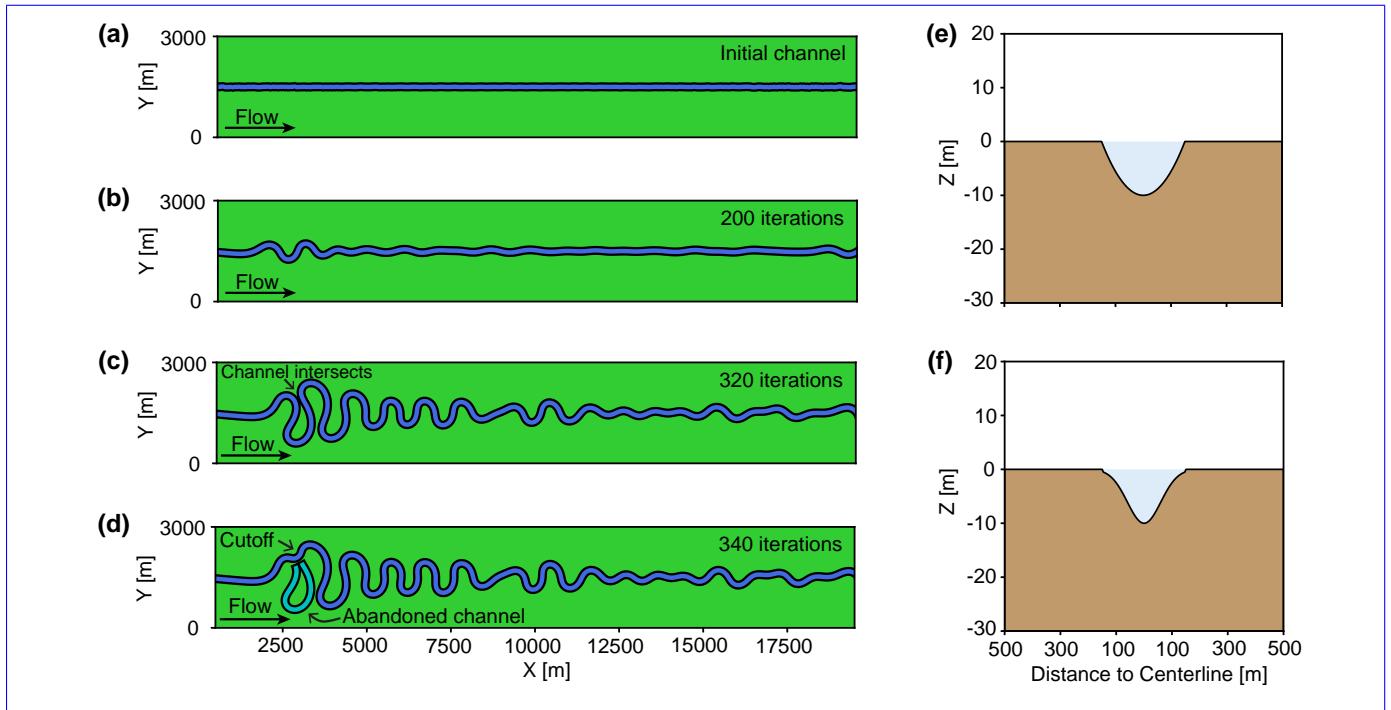 (a)
3000
Y [m]
0
Initial channel
Flow
(b)
3000
Y [m]
0
200 iterations
Flow
(c)
3000
Y [m]
0
Channel intersects
320 iterations
Flow
(d)
3000
Y [m]
0
Cutoff
340 iterations
Flow
Abandoned channel
2500 5000 7500 10000 12500 15000 17500
X [m]
(e)
20
10
0
-10
-20
-30
Z [m]
(f)
20
10
0
-10
-20
-30
Z [m]
500 300 100 100 300 500
Distance to Centerline [m]